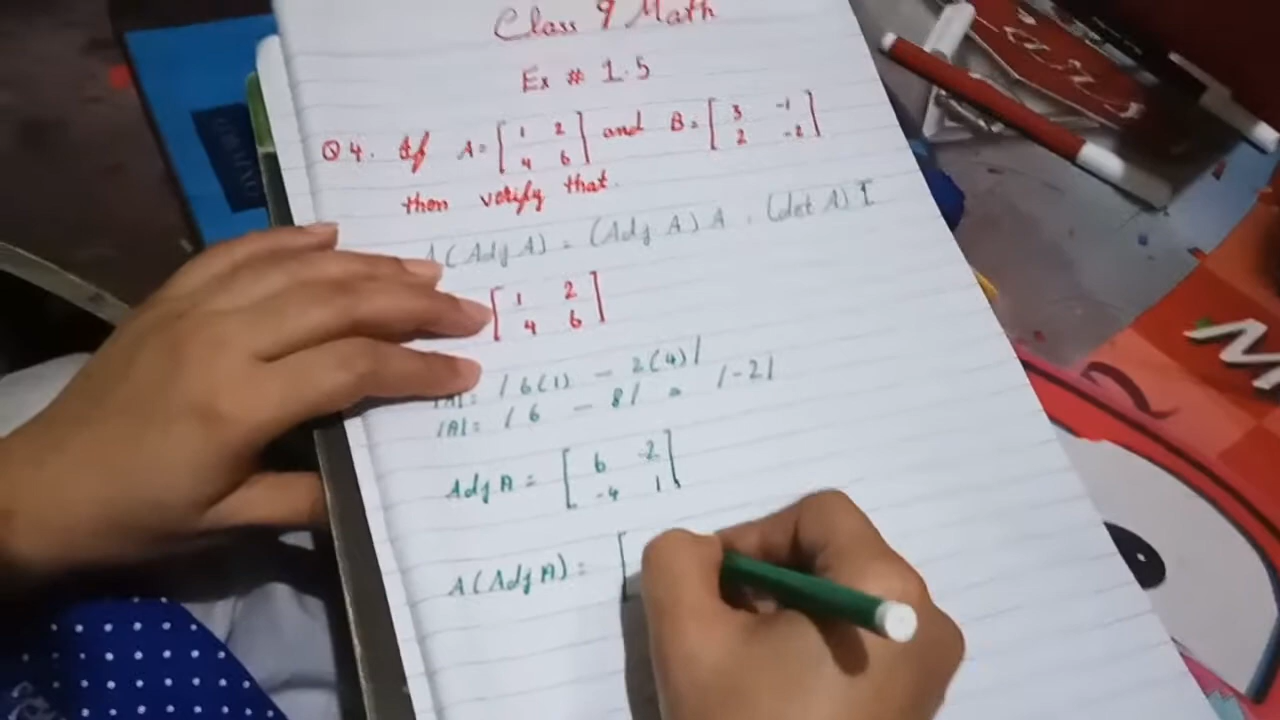 Class 9 Math
Ex # 1.5
Q4. If A= [ 1 2 4 6 ] and B= [ 3 -1 2 -2 ]
then verify that.
A(Adj A) = (Adj A) A . (det A) I
[ 1 2 4 6 ]
|A|= | 6(1) - 2(4) |
|A|= | 6 - 8 | = |-2|
Adj A = [ 6 -2 -4 1 ]
A(Adj A) = [